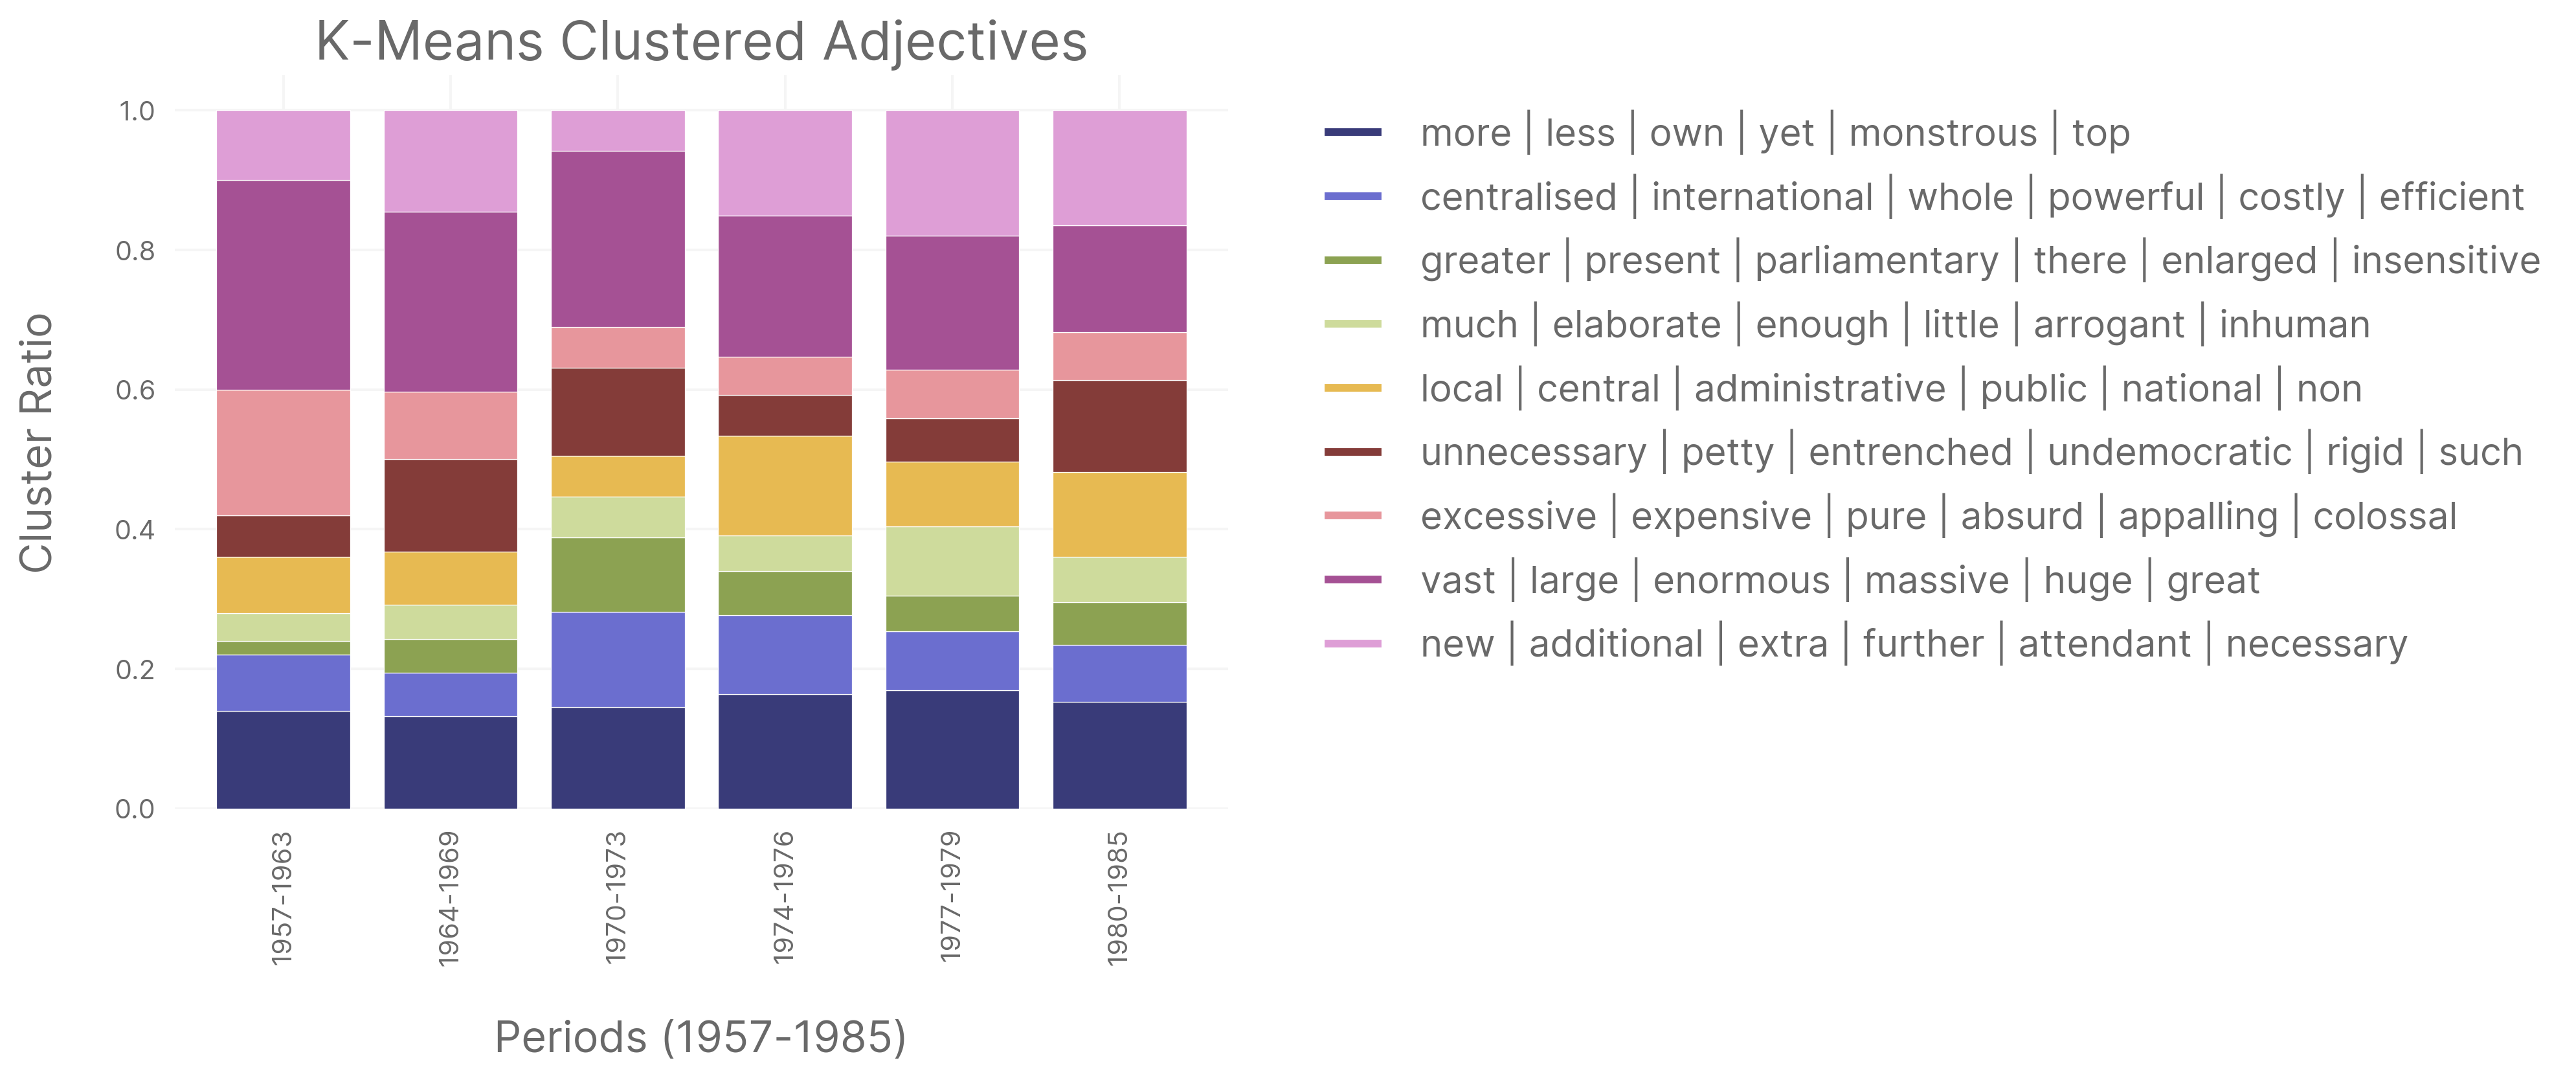 K-Means Clustered Adjectives
Cluster Ratio
1.0
0.8
0.6
0.4
0.2
0.0
1957-1963
1964-1969
1970-1973
1974-1976
1977-1979
1980-1985
Periods (1957-1985)
more | less | own | yet | monstrous | top
centralised | international | whole | powerful | costly | efficient
greater | present | parliamentary | there | enlarged | insensitive
much | elaborate | enough | little | arrogant | inhuman
local | central | administrative | public | national | non
unnecessary | petty | entrenched | undemocratic | rigid | such
excessive | expensive | pure | absurd | appalling | colossal
vast | large | enormous | massive | huge | great
new | additional | extra | further | attendant | necessary